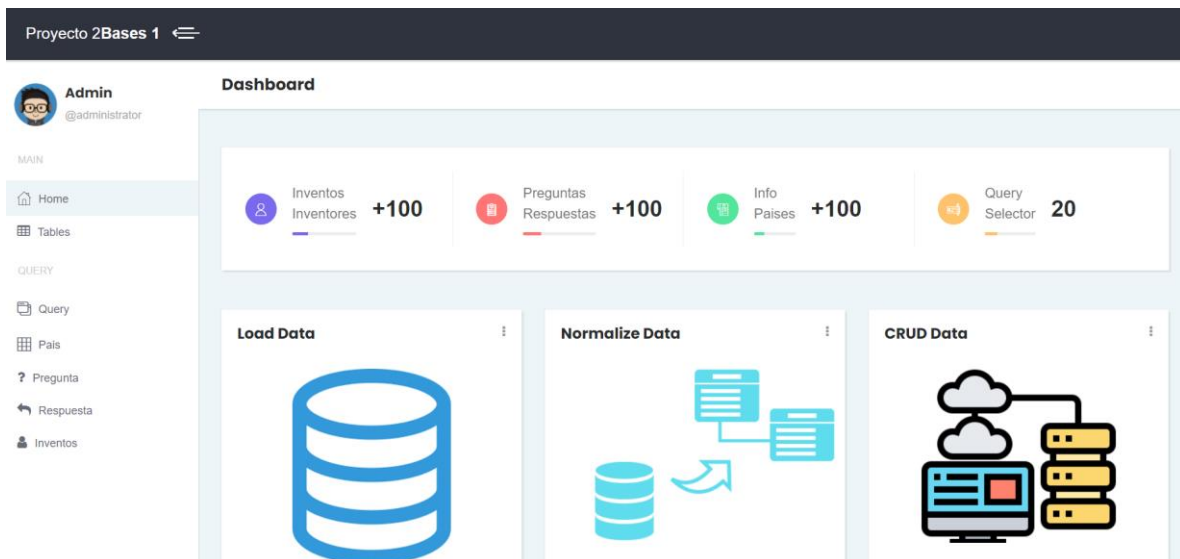 Proyecto 2Bases 1
Admin
@administrator
MAIN
Home
Tables
QUERY
Query
Pais
? Pregunta
Respuesta
Inventos
Dashboard
Inventos
Inventores +100
Preguntas
Respuestas +100
Info
Paises +100
Query
Selector 20
Load Data
Normalize Data
CRUD Data